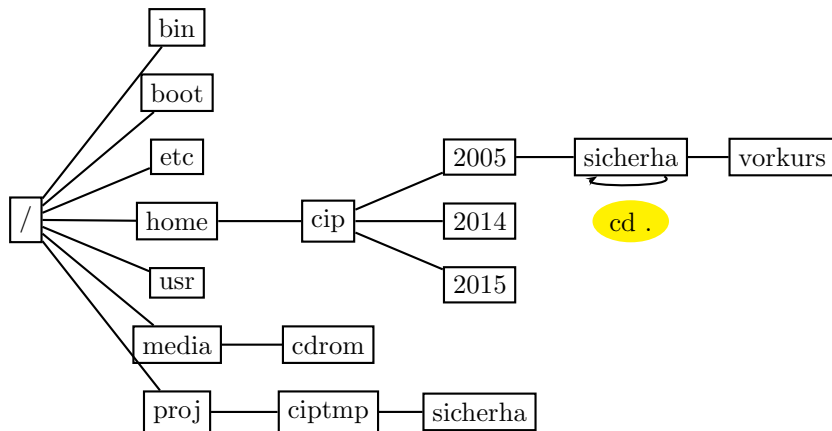 bin
boot
etc
2005 sicherha vorkurs
/ home cip 2014 cd .
usr 2015
media cdrom
proj ciptmp sicherha